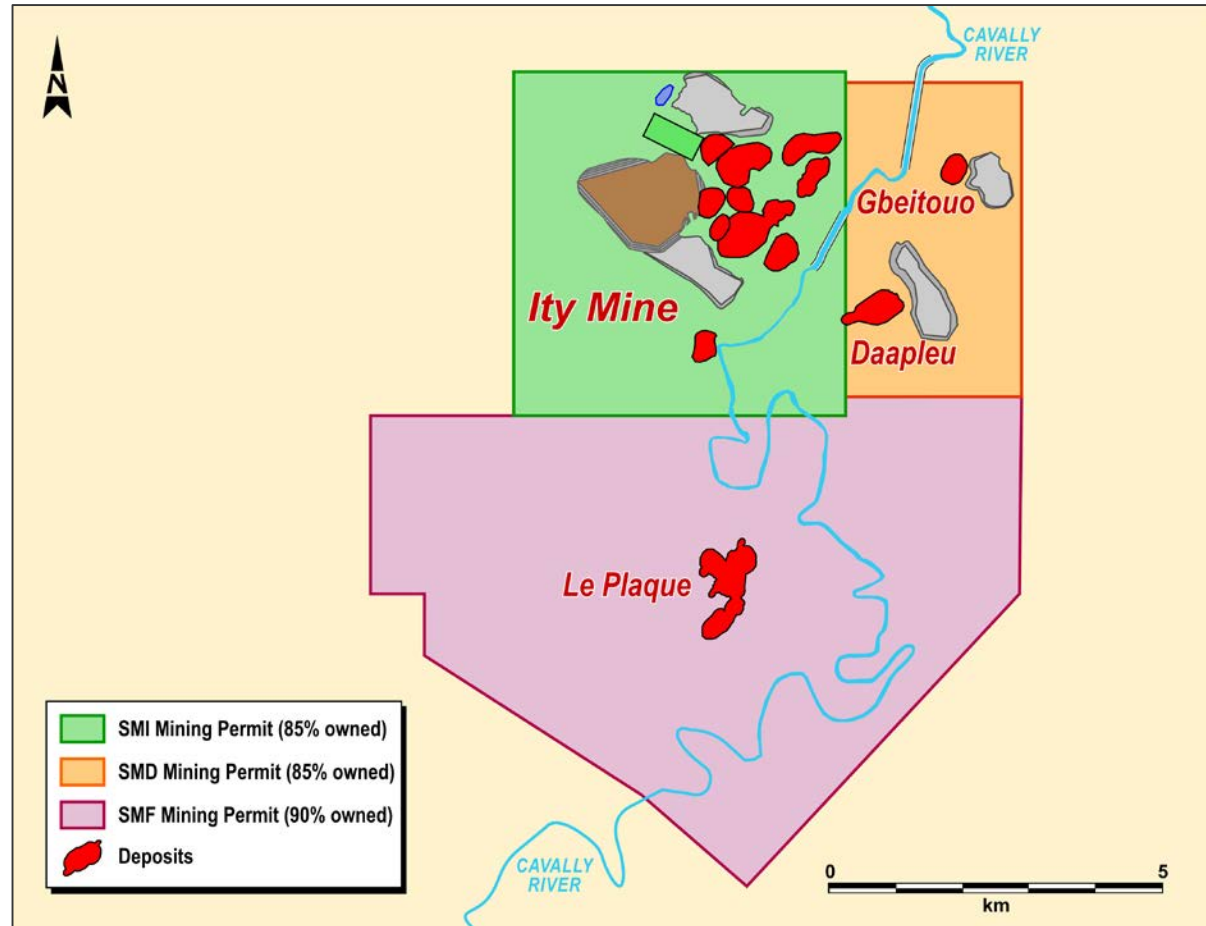 N
CAVALLY
RIVER
Gbeitouo
Ity Mine
Daapleu
Le Plaque
SMI Mining Permit (85% owned)
SMD Mining Permit (85% owned)
SMF Mining Permit (90% owned)
Deposits
CAVALLY
RIVER
0 5
km